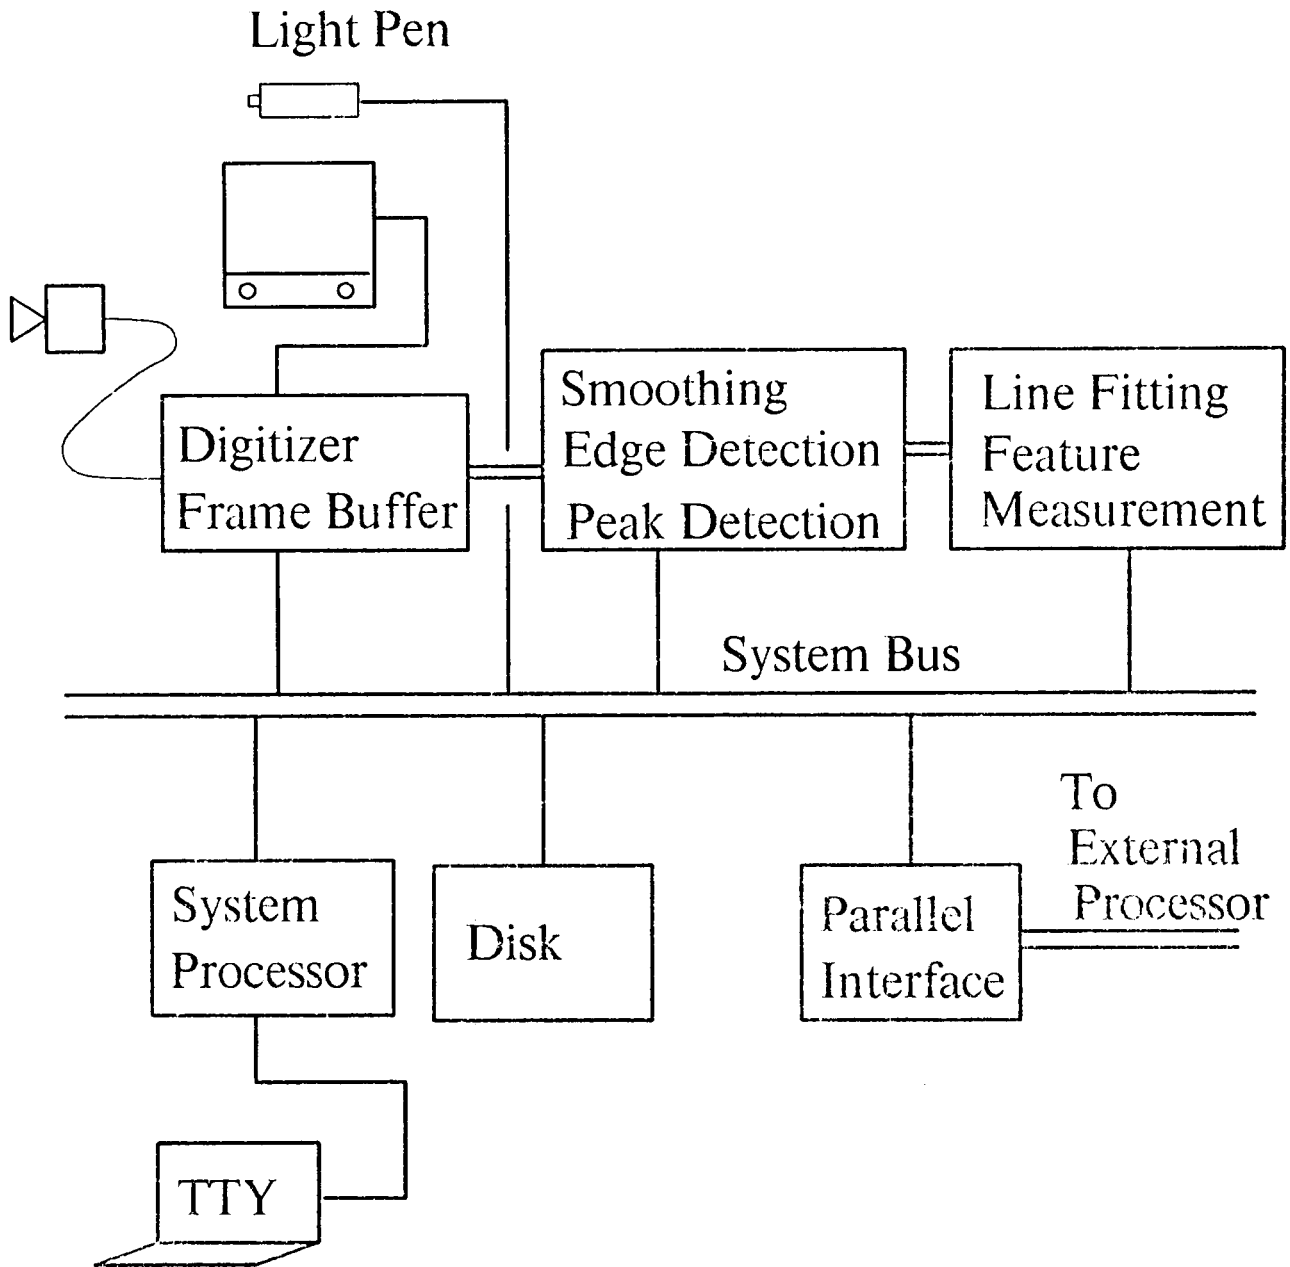 Light Pen
Digitizer
Frame Buffer
Smoothing
Edge Detection
Peak Detection
Line Fitting
Feature
Measurement
System Bus
System
Processor
Disk
Parallel
Interface
To
External
Processor
TTY